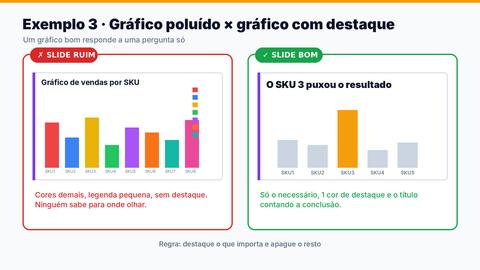 Exemplo 3 · Gráfico poluído × gráfico com destaque
Um gráfico bom responde a uma pergunta só
✗ SLIDE RUIM
Gráfico de vendas por SKU
SKU1 SKU2 SKU3 SKU4 SKU5 SKU6 SKU7 SKU8
Cores demais, legenda pequena, sem destaque.
Ninguém sabe para onde olhar.
✓ SLIDE BOM
O SKU 3 puxou o resultado
SKU1 SKU2 SKU3 SKU4 SKU5
Só o necessário, 1 cor de destaque e o título
contando a conclusão.
Regra: destaque o que importa e apague o resto